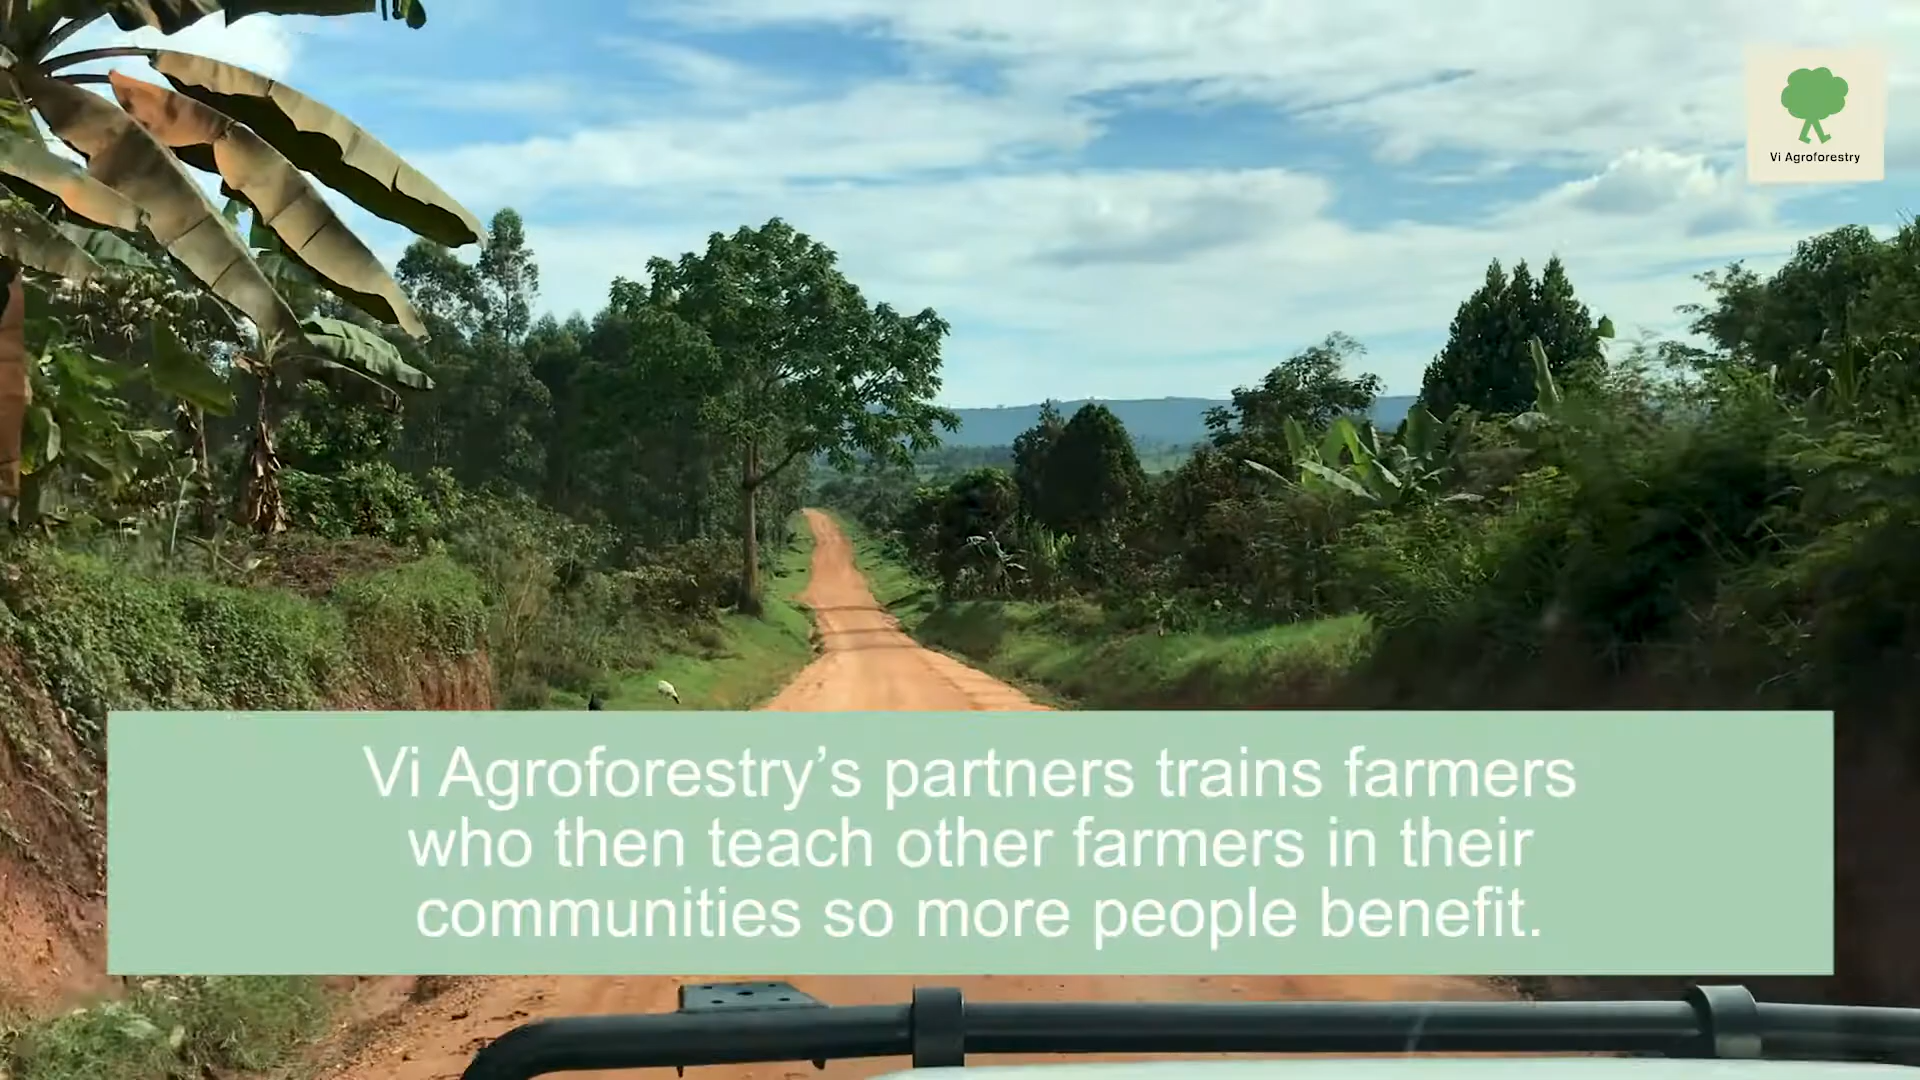 Vi Agroforestry
Vi Agroforestry’s partners trains farmers
who then teach other farmers in their
communities so more people benefit.